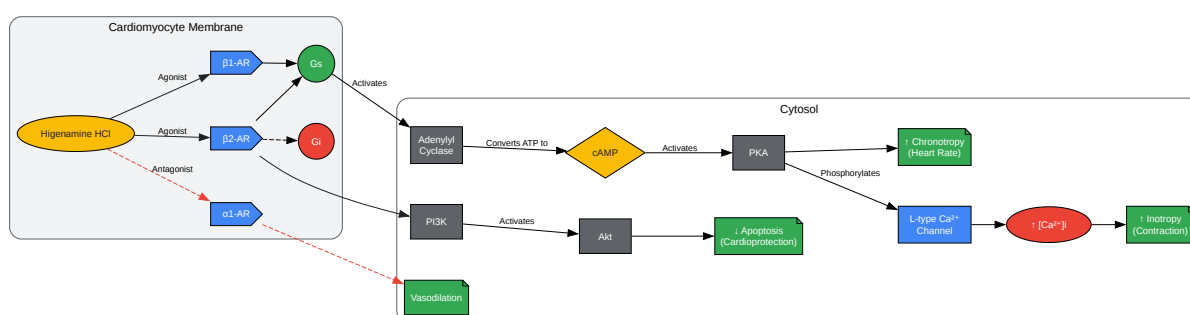 Cardiomyocyte Membrane
Higenamine HCl
Agonist
Agonist
Antagonist
β1-AR
β2-AR
α1-AR
Gs
Gi
Activates
Cytosol
Adenylyl
Cyclase
Converts ATP to
cAMP
Activates
PKA
↑ Chronotropy
(Heart Rate)
Phosphorylates
L-type Ca²⁺
Channel
↑ [Ca²⁺]i
↑ Inotropy
(Contraction)
PI3K
Activates
Akt
↓ Apoptosis
(Cardioprotection)
Vasodilation